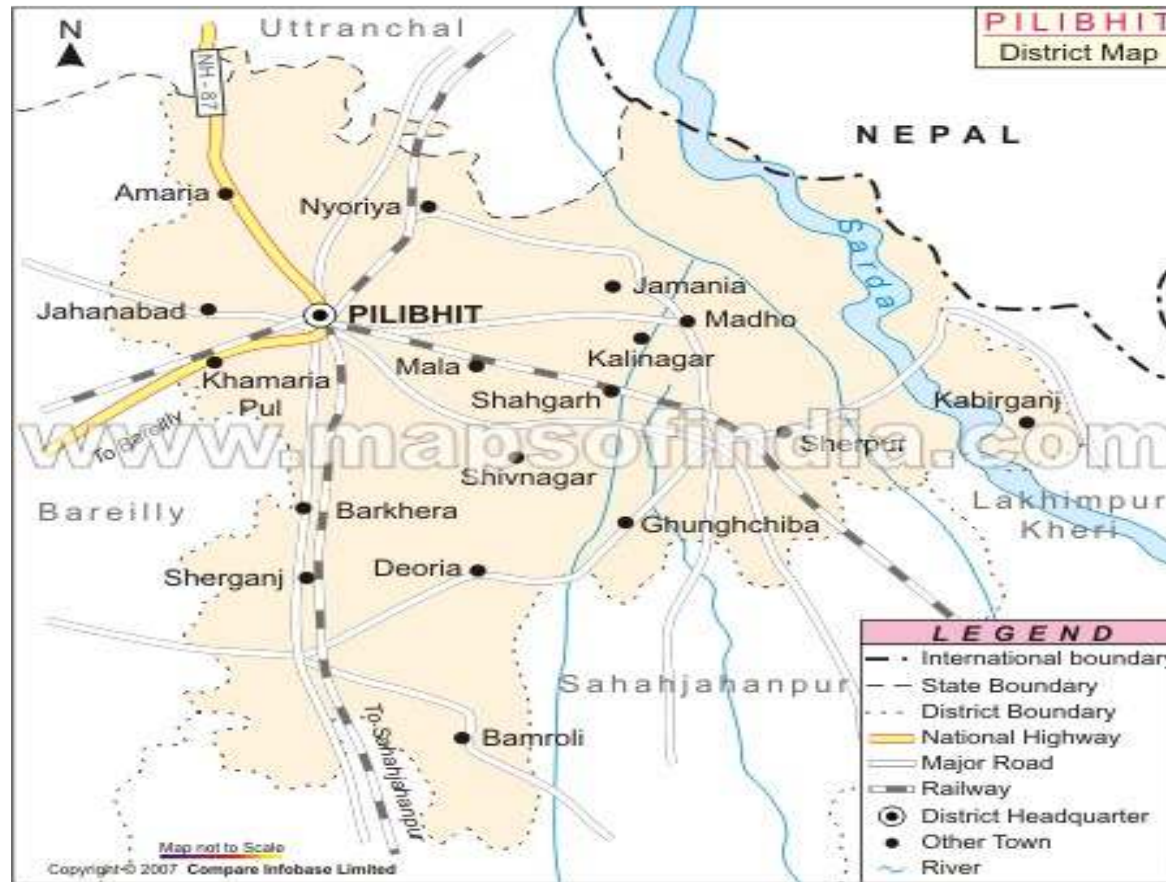 N
Uttranchal
PILIBHIT
District Map
NH - 87
NEPAL
Amaria
Nyoriya
Sarda
Jamania
Jahanabad
PILIBHIT
Madho
Kalinagar
Khamaria
Pul
Mala
Shahgarh
Kabirganj
To Bareilly
www.mapsofindia.com
Sherpur
Shivnagar
Bareilly
Barkhera
Ghunghchiba
Lakhimpur
Kheri
Sherganj
Deoria
Sahahjahanpur
To Sahahjahanpur
Bamroli
LEGEND
International boundary
State Boundary
District Boundary
National Highway
Major Road
Railway
District Headquarter
Other Town
River
Map not to Scale
Copyright © 2007 Compare Infobase Limited